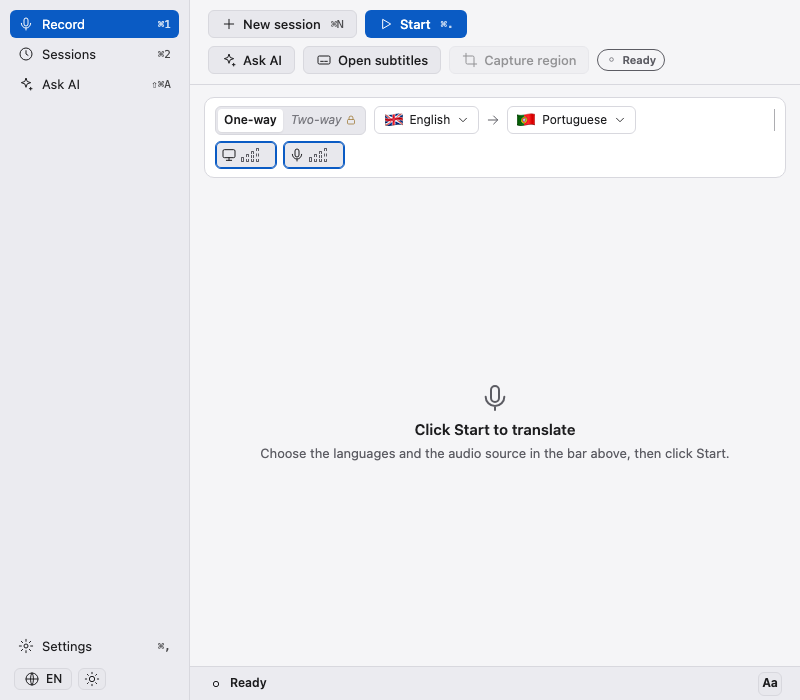 Record ⌘1
Sessions ⌘2
Ask AI ⇧⌘A
Settings ⌘,
EN
New session ⌘N
Start ⌘.
Ask AI
Open subtitles
Capture region
Ready
One-way
Two-way
English
Portuguese
Click Start to translate
Choose the languages and the audio source in the bar above, then click Start.
Ready
Aa